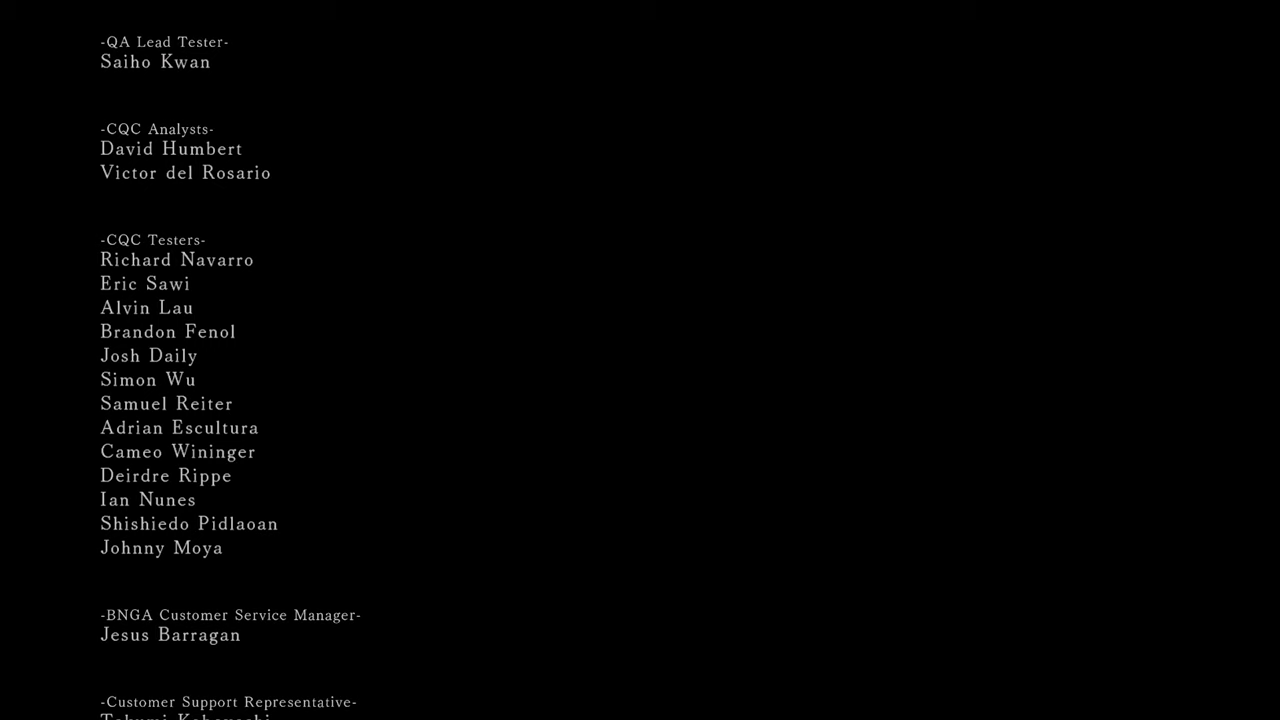 -QA Lead Tester-
Saiho Kwan
-CQC Analysts-
David Humbert
Victor del Rosario
-CQC Testers-
Richard Navarro
Eric Sawi
Alvin Lau
Brandon Fenol
Josh Daily
Simon Wu
Samuel Reiter
Adrian Escultura
Cameo Wininger
Deirdre Rippe
Ian Nunes
Shishiedo Pidlaoan
Johnny Moya
-BNGA Customer Service Manager-
Jesus Barragan
-Customer Support Representative-